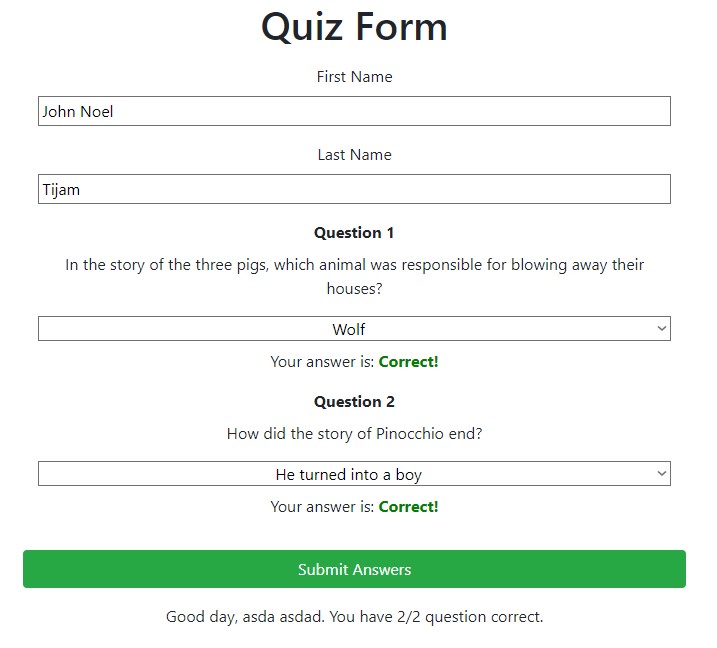 Quiz Form
First Name
John Noel
Last Name
Tijam
Question 1
In the story of the three pigs, which animal was responsible for blowing away their
houses?
Wolf
Your answer is: Correct!
Question 2
How did the story of Pinocchio end?
He turned into a boy
Your answer is: Correct!
Submit Answers
Good day, asda asdad. You have 2/2 question correct.